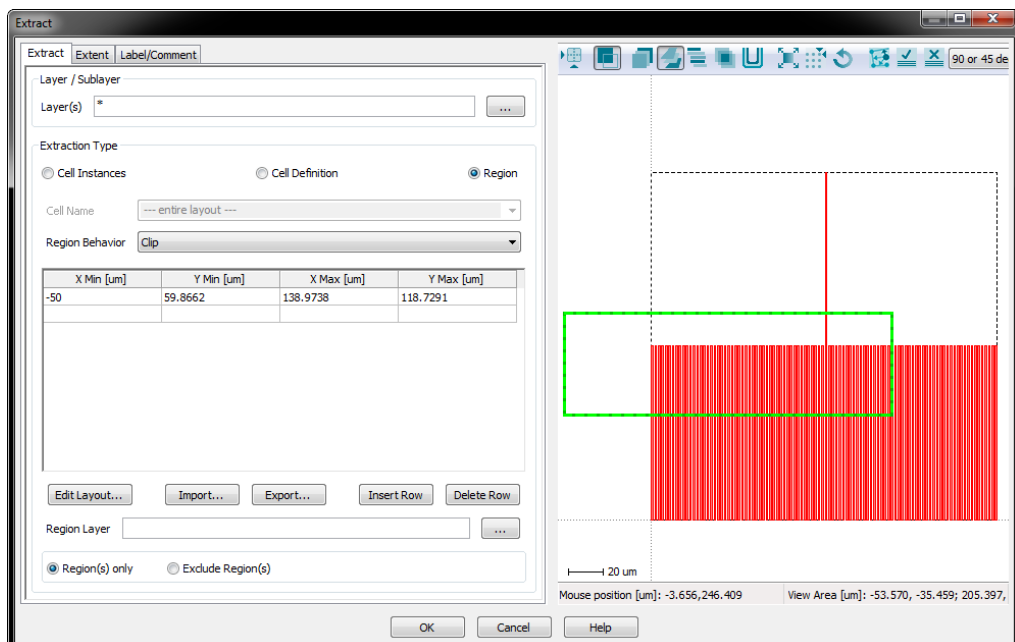 Extract
Extract Extent Label/Comment
90 or 45 de
Layer / Sublayer
Layer(s) * ...
Extraction Type
Cell Instances Cell Definition Region
Cell Name --- entire layout ---
Region Behavior Clip
X Min [um] Y Min [um] X Max [um] Y Max [um]
-50 59.8662 138.9738 118.7291
Edit Layout... Import... Export... Insert Row Delete Row
Region Layer ...
Region(s) only Exclude Region(s)
20 um
Mouse position [um]: -3.656,246.409 View Area [um]: -53.570, -35.459; 205.397,
OK Cancel Help